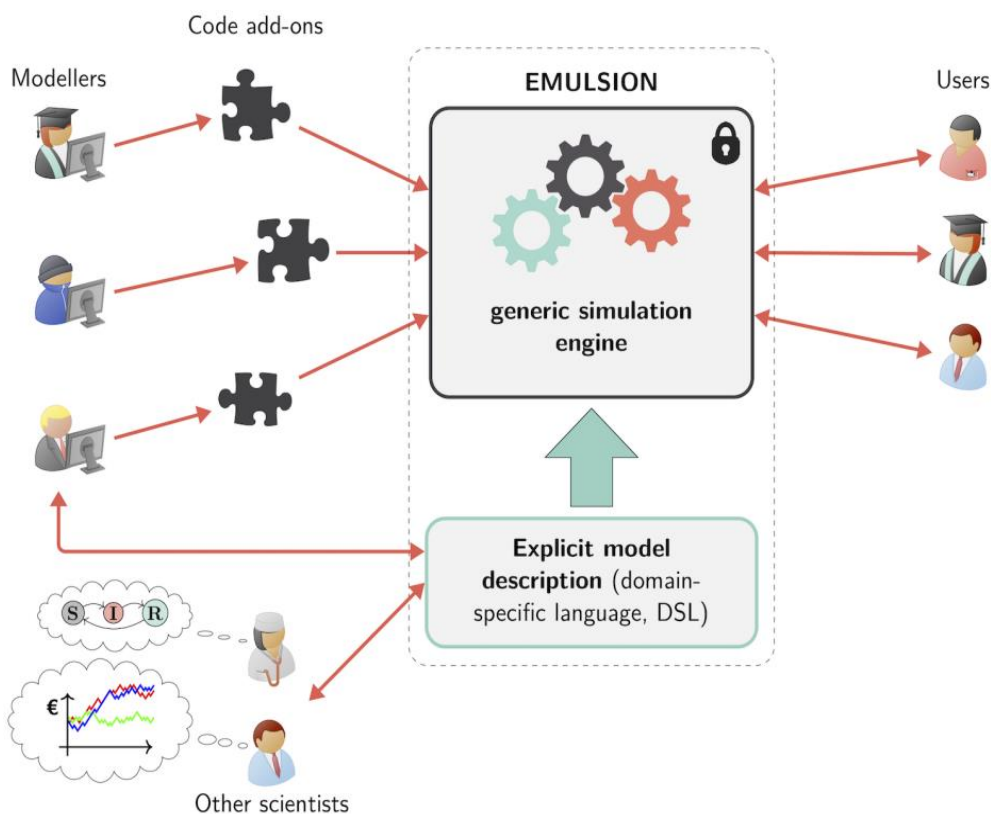 Code add-ons
Modellers
EMULSION
Users
generic simulation
engine
Explicit model
description (domain-
specific language, DSL)
S I R
€
Other scientists